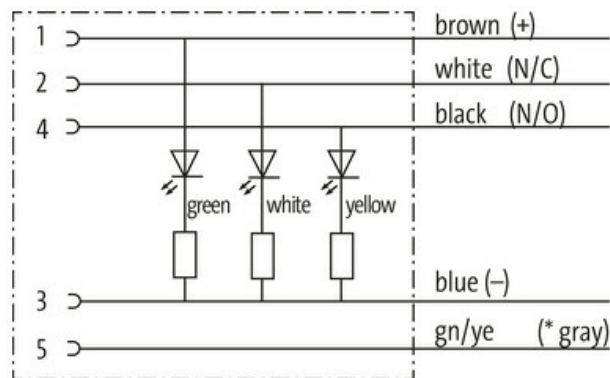 1 brown (+)
2 white (N/C)
4 black (N/O)
green white yellow
3 blue (–)
5 gn/ye (* gray)